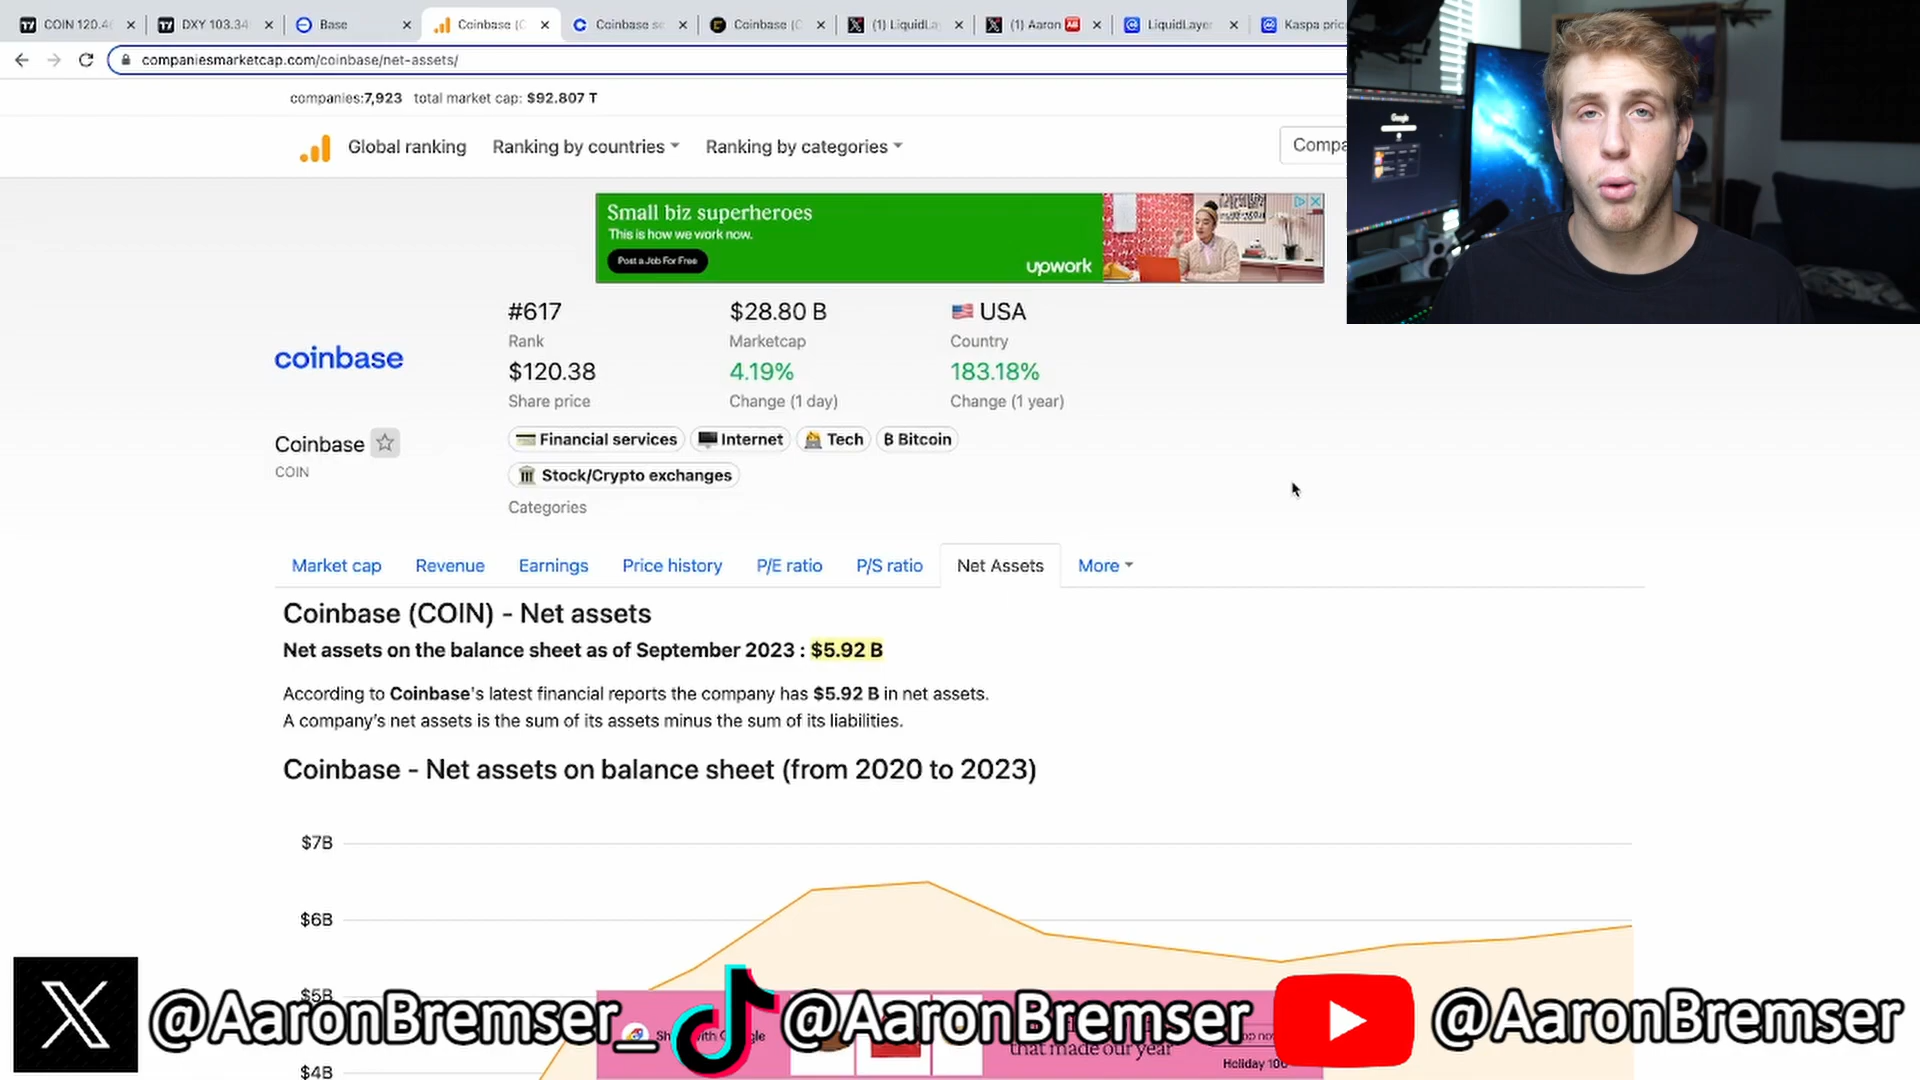 COIN 120.4
DXY 103.34
Base
Coinbase (C
Coinbase se
Coinbase (C
(1) LiquidLa
(1) Aaron
LiquidLayer
Kaspa pric
companiesmarketcap.com/coinbase/net-assets/
companies:7,923 total market cap: $92.807 T
Global ranking
Ranking by countries
Ranking by categories
Compa
Google
Small biz superheroes
This is how we work now.
Post a Job For Free
upwork
#617
$28.80 B
USA
Rank
Marketcap
Country
coinbase
$120.38
4.19%
183.18%
Share price
Change (1 day)
Change (1 year)
Coinbase
COIN
Financial services
Internet
Tech
Bitcoin
Stock/Crypto exchanges
Categories
Market cap
Revenue
Earnings
Price history
P/E ratio
P/S ratio
Net Assets
More
Coinbase (COIN) - Net assets
Net assets on the balance sheet as of September 2023 : $5.92 B
According to Coinbase's latest financial reports the company has $5.92 B in net assets.
A company's net assets is the sum of its assets minus the sum of its liabilities.
Coinbase - Net assets on balance sheet (from 2020 to 2023)
$7B
$6B
$5B
$4B
@AaronBremser_
@AaronBremser
@AaronBremser
that made our year
Holiday 100